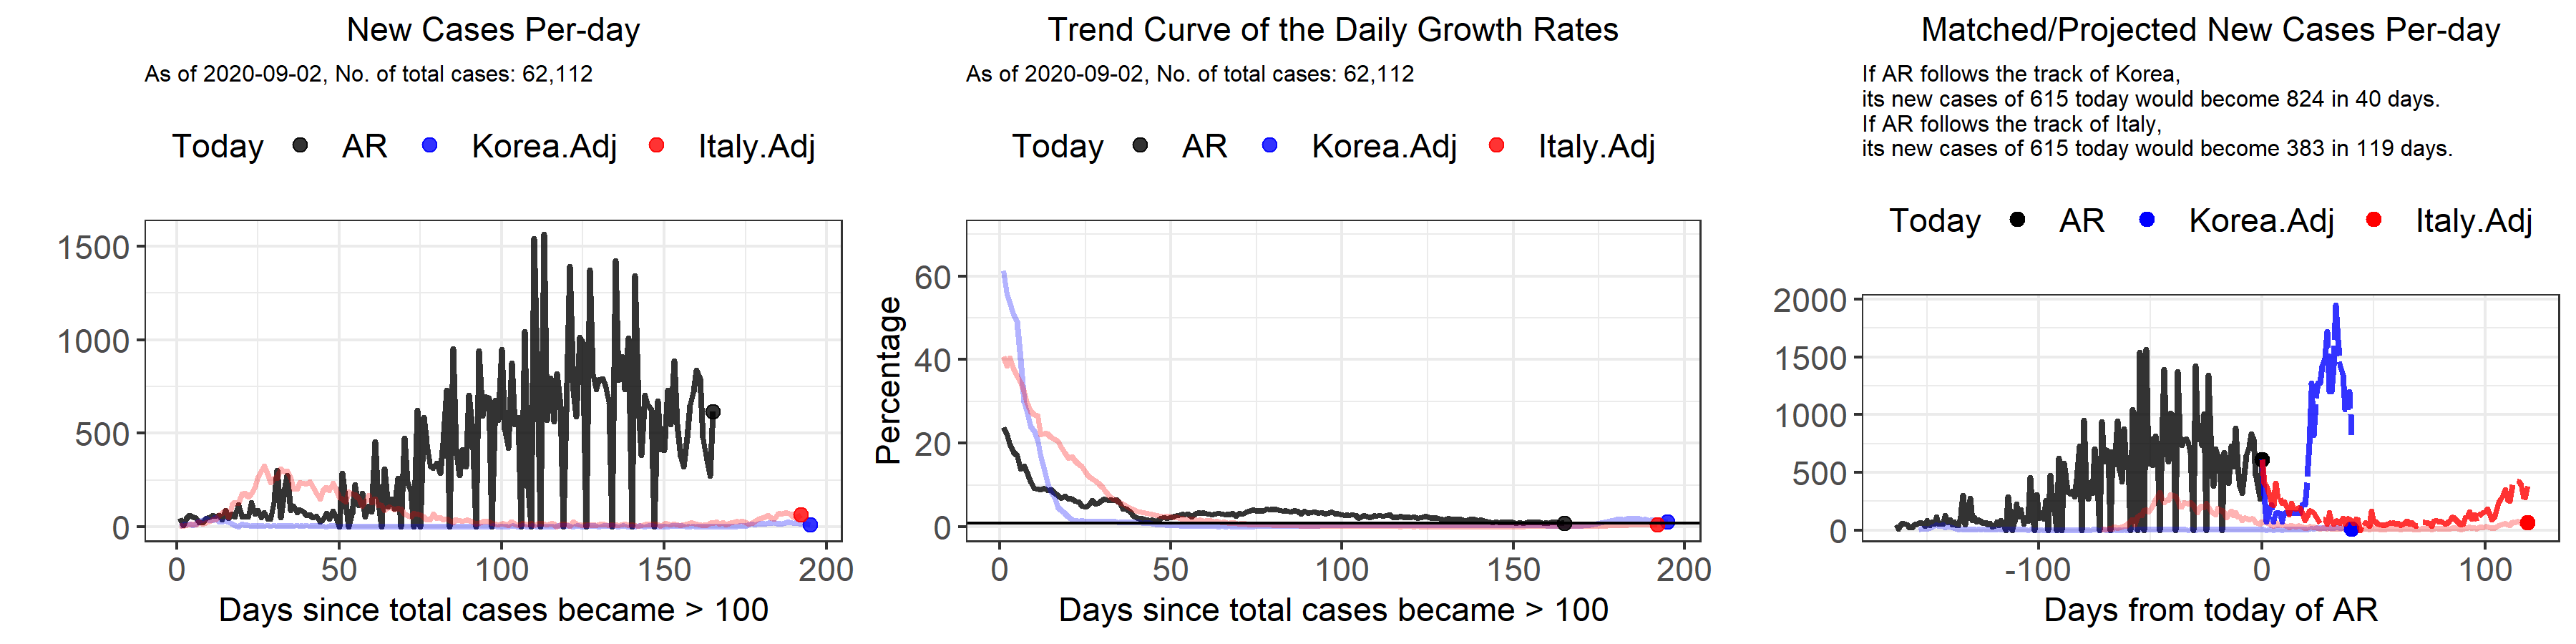 New Cases Per-day
As of 2020-09-02, No. of total cases: 62,112
Today AR Korea.Adj Italy.Adj
1500
1000
500
0
0 50 100 150 200
Days since total cases became > 100
Trend Curve of the Daily Growth Rates
As of 2020-09-02, No. of total cases: 62,112
Today AR Korea.Adj Italy.Adj
Percentage
60
40
20
0
0 50 100 150 200
Days since total cases became > 100
Matched/Projected New Cases Per-day
If AR follows the track of Korea,
its new cases of 615 today would become 824 in 40 days.
If AR follows the track of Italy,
its new cases of 615 today would become 383 in 119 days.
Today AR Korea.Adj Italy.Adj
2000
1500
1000
500
0
-100 0 100
Days from today of AR